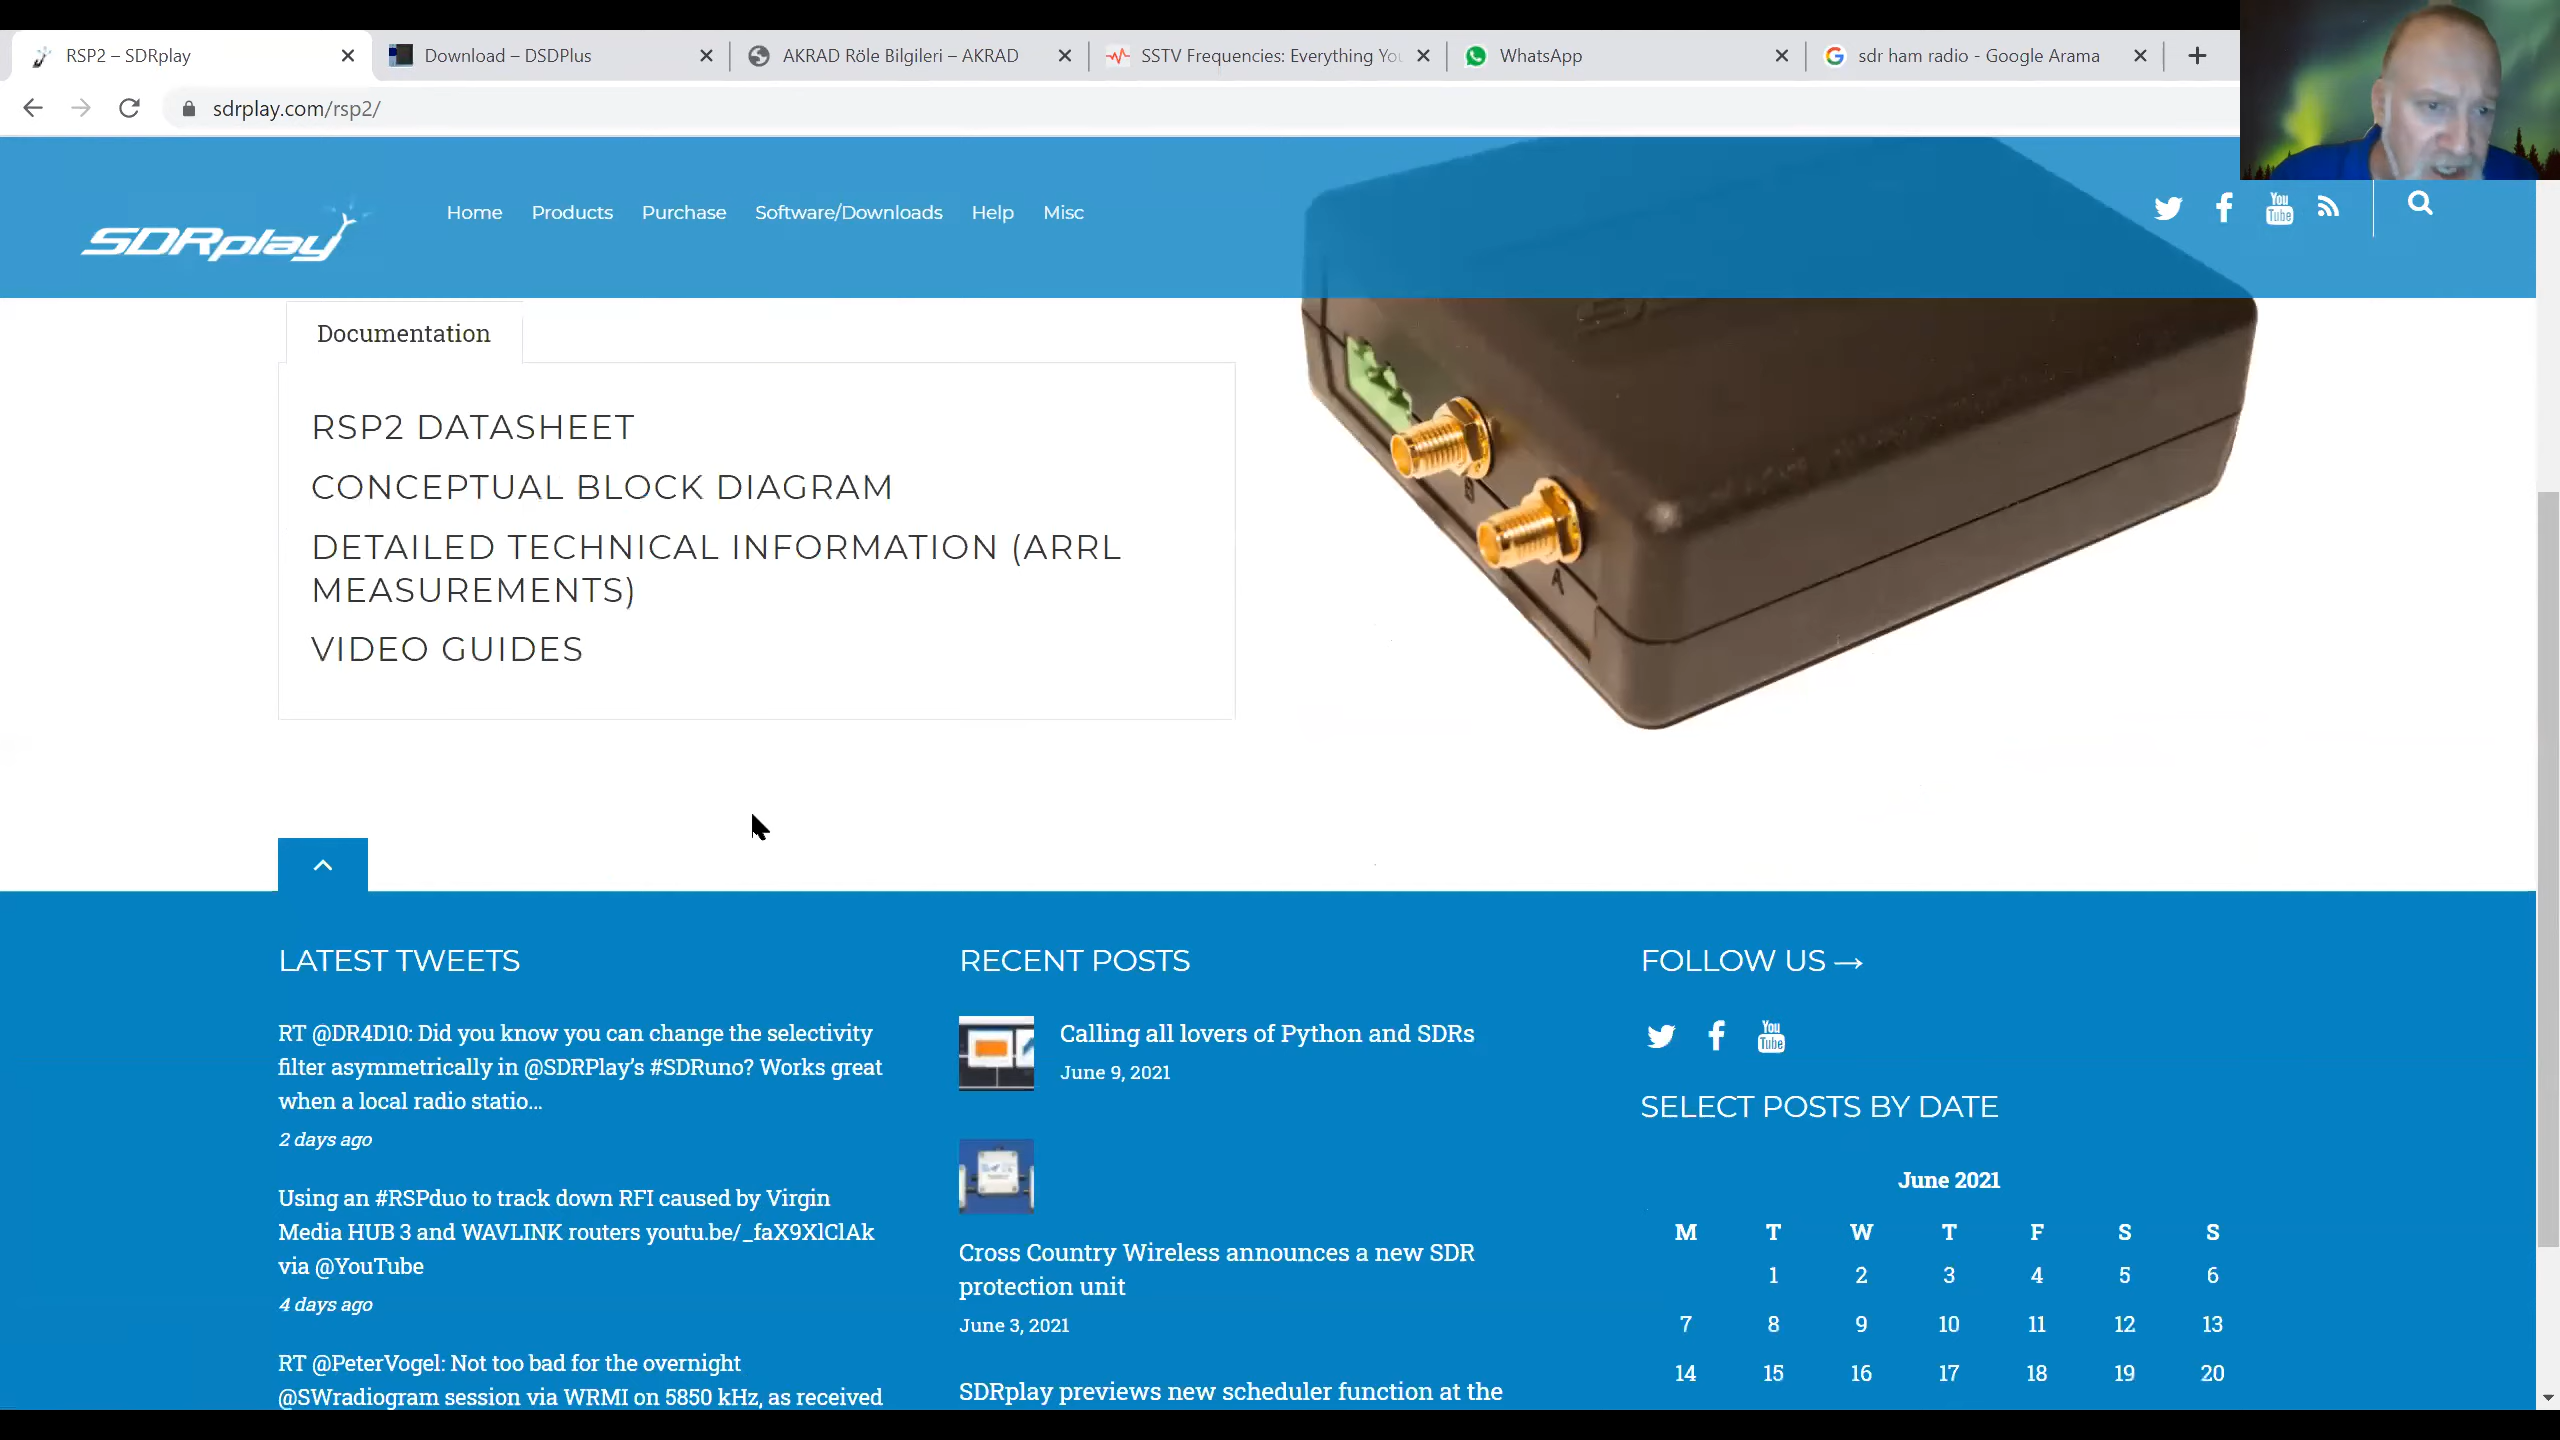 RSP2 – SDRplay
Download – DSDPlus
AKRAD Röle Bilgileri – AKRAD
SSTV Frequencies: Everything You
WhatsApp
sdr ham radio - Google Arama
sdrplay.com/rsp2/
SDRplay
Home
Products
Purchase
Software/Downloads
Help
Misc
You Tube
Documentation
RSP2 DATASHEET
CONCEPTUAL BLOCK DIAGRAM
DETAILED TECHNICAL INFORMATION (ARRL
MEASUREMENTS)
VIDEO GUIDES
B
A
LATEST TWEETS
RT @DR4D10: Did you know you can change the selectivity
filter asymmetrically in @SDRPlay's #SDRuno? Works great
when a local radio statio...
2 days ago
Using an #RSPduo to track down RFI caused by Virgin
Media HUB 3 and WAVLINK routers youtu.be/_faX9XlClAk
via @YouTube
4 days ago
RT @PeterVogel: Not too bad for the overnight
@SWradiogram session via WRMI on 5850 kHz, as received
RECENT POSTS
Calling all lovers of Python and SDRs
June 9, 2021
Cross Country Wireless announces a new SDR
protection unit
June 3, 2021
SDRplay previews new scheduler function at the
FOLLOW US →
You Tube
SELECT POSTS BY DATE
June 2021
M T W T F S S
1 2 3 4 5 6
7 8 9 10 11 12 13
14 15 16 17 18 19 20